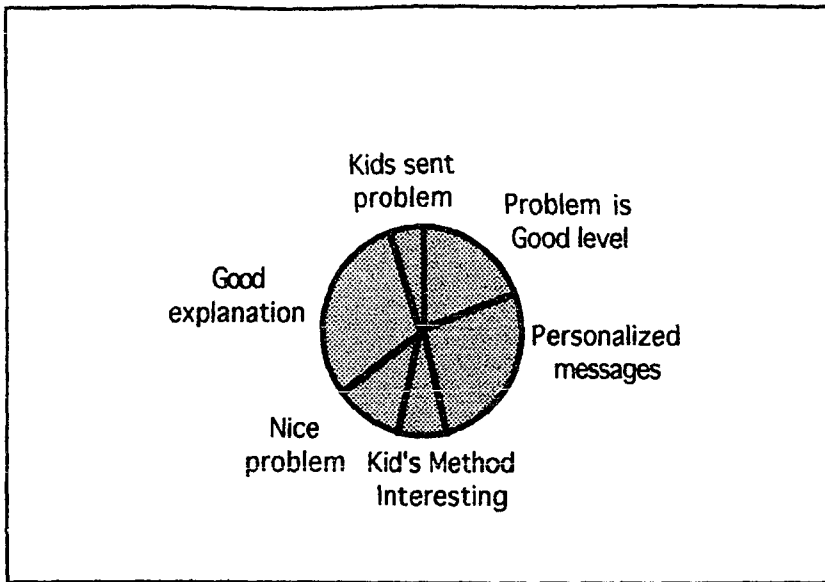 Kids sent
problem
Problem is
Good level
Good
explanation
Personalized
messages
Nice
problem
Kid's Method
Interesting